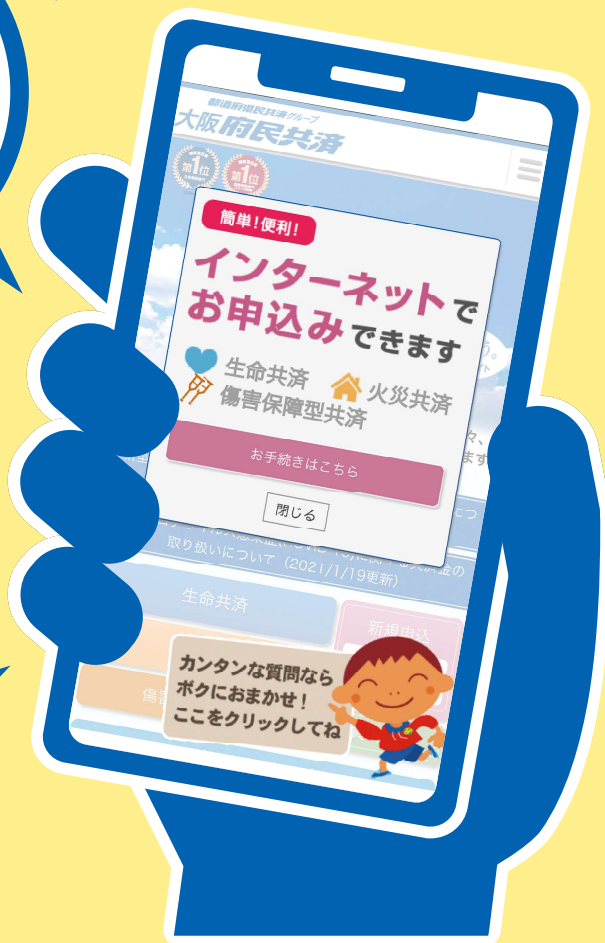 都道府県民共済グループ
大阪府民共済
第1位
第1位
簡単！便利！
インターネットで
お申込みできます
生命共済
火災共済
傷害保障型共済
お手続きはこちら
閉じる
取り扱いについて（2021/1/19更新）
生命共済
新規申込
カンタンな質問なら
ボクにおまかせ！
ここをクリックしてね